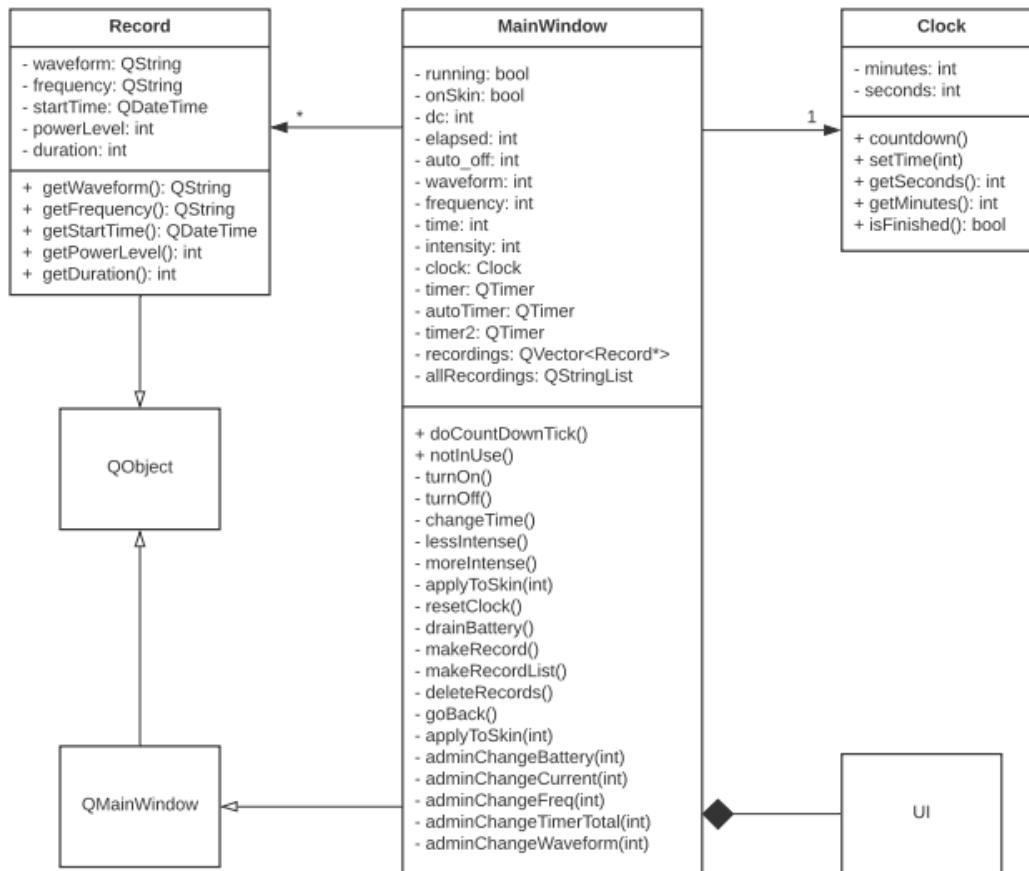 Record
- waveform: QString
- frequency: QString
- startTime: QDateTime
- powerLevel: int
- duration: int
+ getWaveform(): QString
+ getFrequency(): QString
+ getStartTime(): QDateTime
+ getPowerLevel(): int
+ getDuration(): int
*
MainWindow
- running: bool
- onSkin: bool
- dc: int
- elapsed: int
- auto_off: int
- waveform: int
- frequency: int
- time: int
- intensity: int
- clock: Clock
- timer: QTimer
- autoTimer: QTimer
- timer2: QTimer
- recordings: QVector<Record*>
- allRecordings: QStringList
+ doCountDownTick()
+ notInUse()
- turnOn()
- turnOff()
- changeTime()
- lessIntense()
- moreIntense()
- applyToSkin(int)
- resetClock()
- drainBattery()
- makeRecord()
- makeRecordList()
- deleteRecords()
- goBack()
- applyToSkin(int)
- adminChangeBattery(int)
- adminChangeCurrent(int)
- adminChangeFreq(int)
- adminChangeTimerTotal(int)
- adminChangeWaveform(int)
1
Clock
- minutes: int
- seconds: int
+ countdown()
+ setTime(int)
+ getSeconds(): int
+ getMinutes(): int
+ isFinished(): bool
QObject
QMainWindow
UI